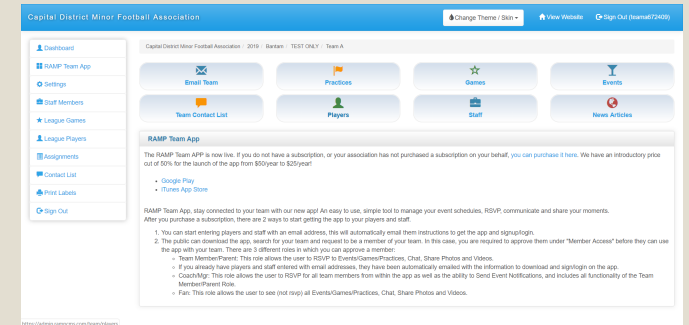 Capital District Minor Football Association
Change Theme / Skin
View Website
Sign Out (teama672409)
Dashboard
RAMP Team App
Settings
Staff Members
League Games
League Players
Assignments
Contact List
Print Labels
Sign Out
Capital District Minor Football Association / 2016 / Bantam / TEST ONLY / Team A
Email Team
Practices
Games
Events
Team Contact List
Players
Staff
News Articles
RAMP Team App
The RAMP Team APP is now live. If you do not have a subscription, or your association has not purchased a subscription on your behalf, you can purchase it here. We have an introductory price
cut of 50% for the launch of the app from $50/year to $25/year!
Google Play
iTunes App Store
RAMP Team App, stay connected to your team with our new app! An easy to use, simple tool to manage your event schedules, RSVP, communicate and share your moments.
After you purchase a subscription, there are 2 ways to start getting the app to your players and staff.
1. You can start entering players and staff with an email address, this will automatically email them instructions to get the app and signup/login.
2. The public can download the app, search for your team and request to be a member of your team. In this case, you are required to approve them under "Member Access" before they can use
the app with your team. There are 3 different roles in which you can approve a member:
Team Member/Parent: This role allows the user to RSVP to Events/Games/Practices, Chat, Share Photos and Videos.
If you already have players and staff entered with email addresses, they have been automatically emailed with the information to download and sign/login on the app.
Coach/Mgr: This role allows the user to RSVP for all team members from within the app as well as the ability to Send Event Notifications, and includes all functionality of the Team
Member/Parent Role.
Fan: This role allows the user to see (not rsvp) all Events/Games/Practices, Chat, Share Photos and Videos.